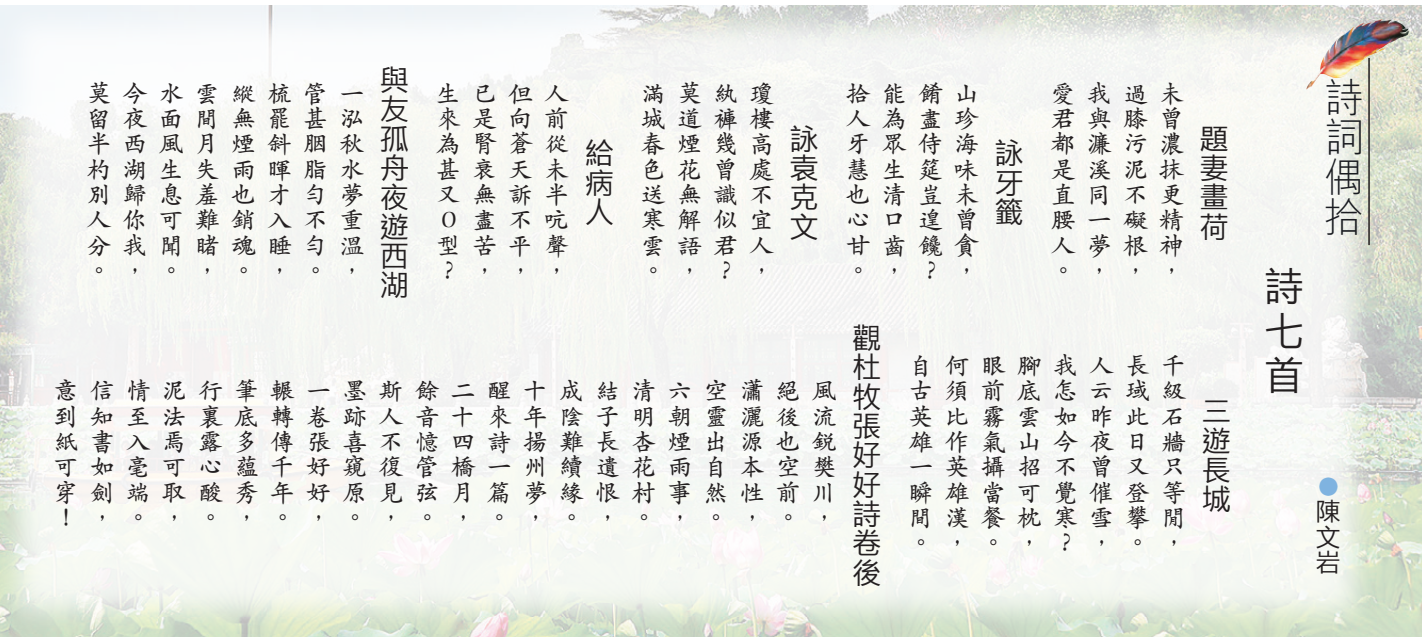 詩詞偶拾
詩七首
●陳文岩
題妻畫荷
未曾濃抹更精神，
過膝污泥不礙根，
我與濂溪同一夢，
愛君都是直腰人。
詠牙籤
山珍海味未曾貪，
餚盡侍筵豈遑饞？
能為眾生清口齒，
拾人牙慧也心甘。
詠袁克文
瓊樓高處不宜人，
紈褲幾曾識似君？
莫道煙花無解語，
滿城春色送寒雲。
給病人
人前從未半吭聲，
但向蒼天訴不平，
已是腎衰無盡苦，
生來為甚又O型？
與友孤舟夜遊西湖
一泓秋水夢重溫，
管甚胭脂勻不勻。
梳罷斜暉才入睡，
縱無煙雨也銷魂。
雲間月失羞難睹，
水面風生息可聞。
今夜西湖歸你我，
莫留半杓別人分。
三遊長城
千級石牆只等閒，
長域此日又登攀。
人云昨夜曾催雪，
我怎如今不覺寒？
腳底雲山招可枕，
眼前霧氣攝當餐。
何須比作英雄漢，
自古英雄一瞬間。
觀杜牧張好好詩卷後
風流銳樊川，
絕後也空前。
瀟灑源本性，
空靈出自然。
六朝煙雨事，
清明杏花村。
結子長遺恨，
成陰難續緣。
十年揚州夢，
醒來詩一篇。
二十四橋月，
餘音憶管弦。
斯人不復見，
墨跡喜窺原。
一卷張好好，
輾轉傳千年。
筆底多蘊秀，
行裏露心酸。
泥法焉可取，
情至入毫端。
信知書如劍，
意到紙可穿！